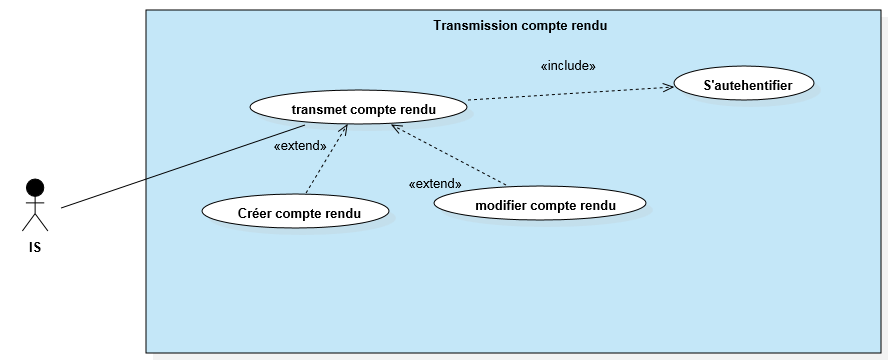 Transmission compte rendu
«include»
S'autehentifier
transmet compte rendu
«extend»
«extend»
Créer compte rendu
modifier compte rendu
IS